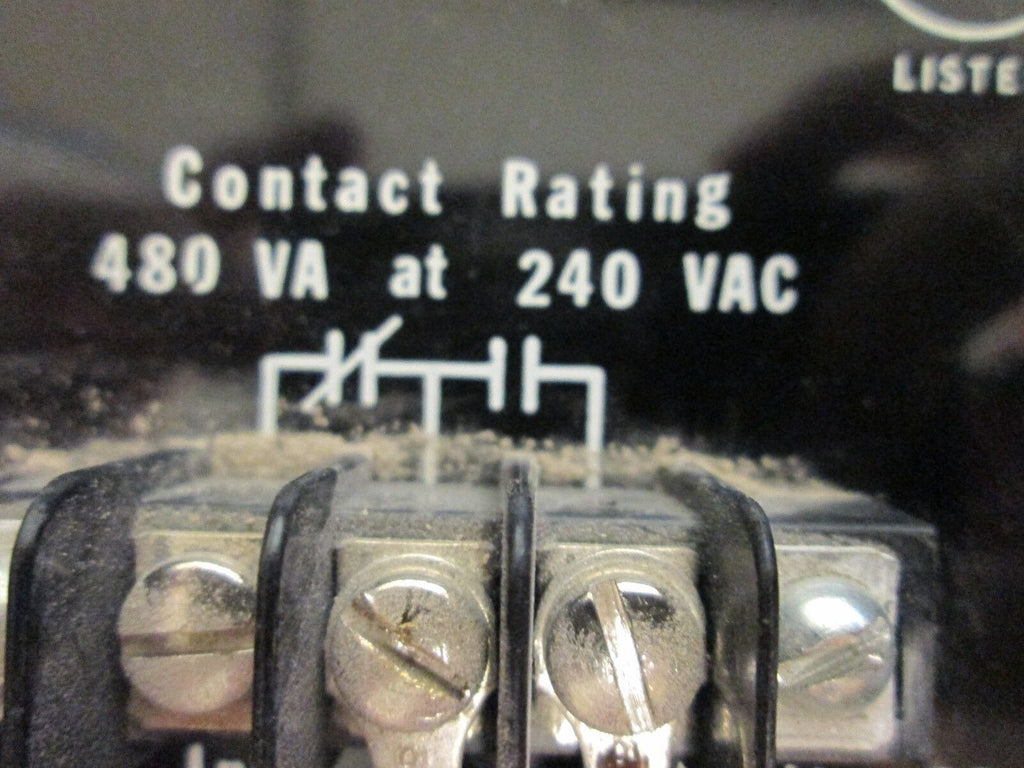 LISTE
Contact Rating
480 VA at 240 VAC